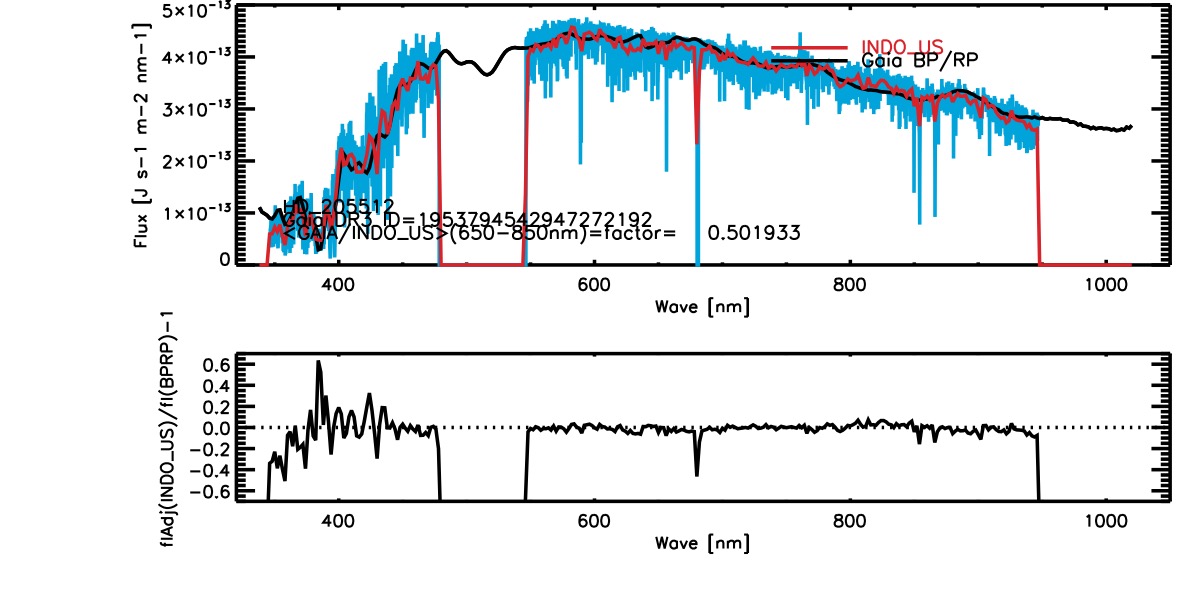 5×10−13
4×10−13
3×10−13
2×10−13
1×10−13
0
Flux [J s−1 m−2 nm−1]
INDO_US
Gaia BP/RP
HD_205512
Gaia DR3 ID=1953794542947272192
<GAIA/INDO_US>(650−850nm)=factor= 0.501933
400 600 800 1000
Wave [nm]
flAdj(INDO_US)/fl(BPRP)−1
0.6
0.4
0.2
0.0
−0.2
−0.4
−0.6
400 600 800 1000
Wave [nm]